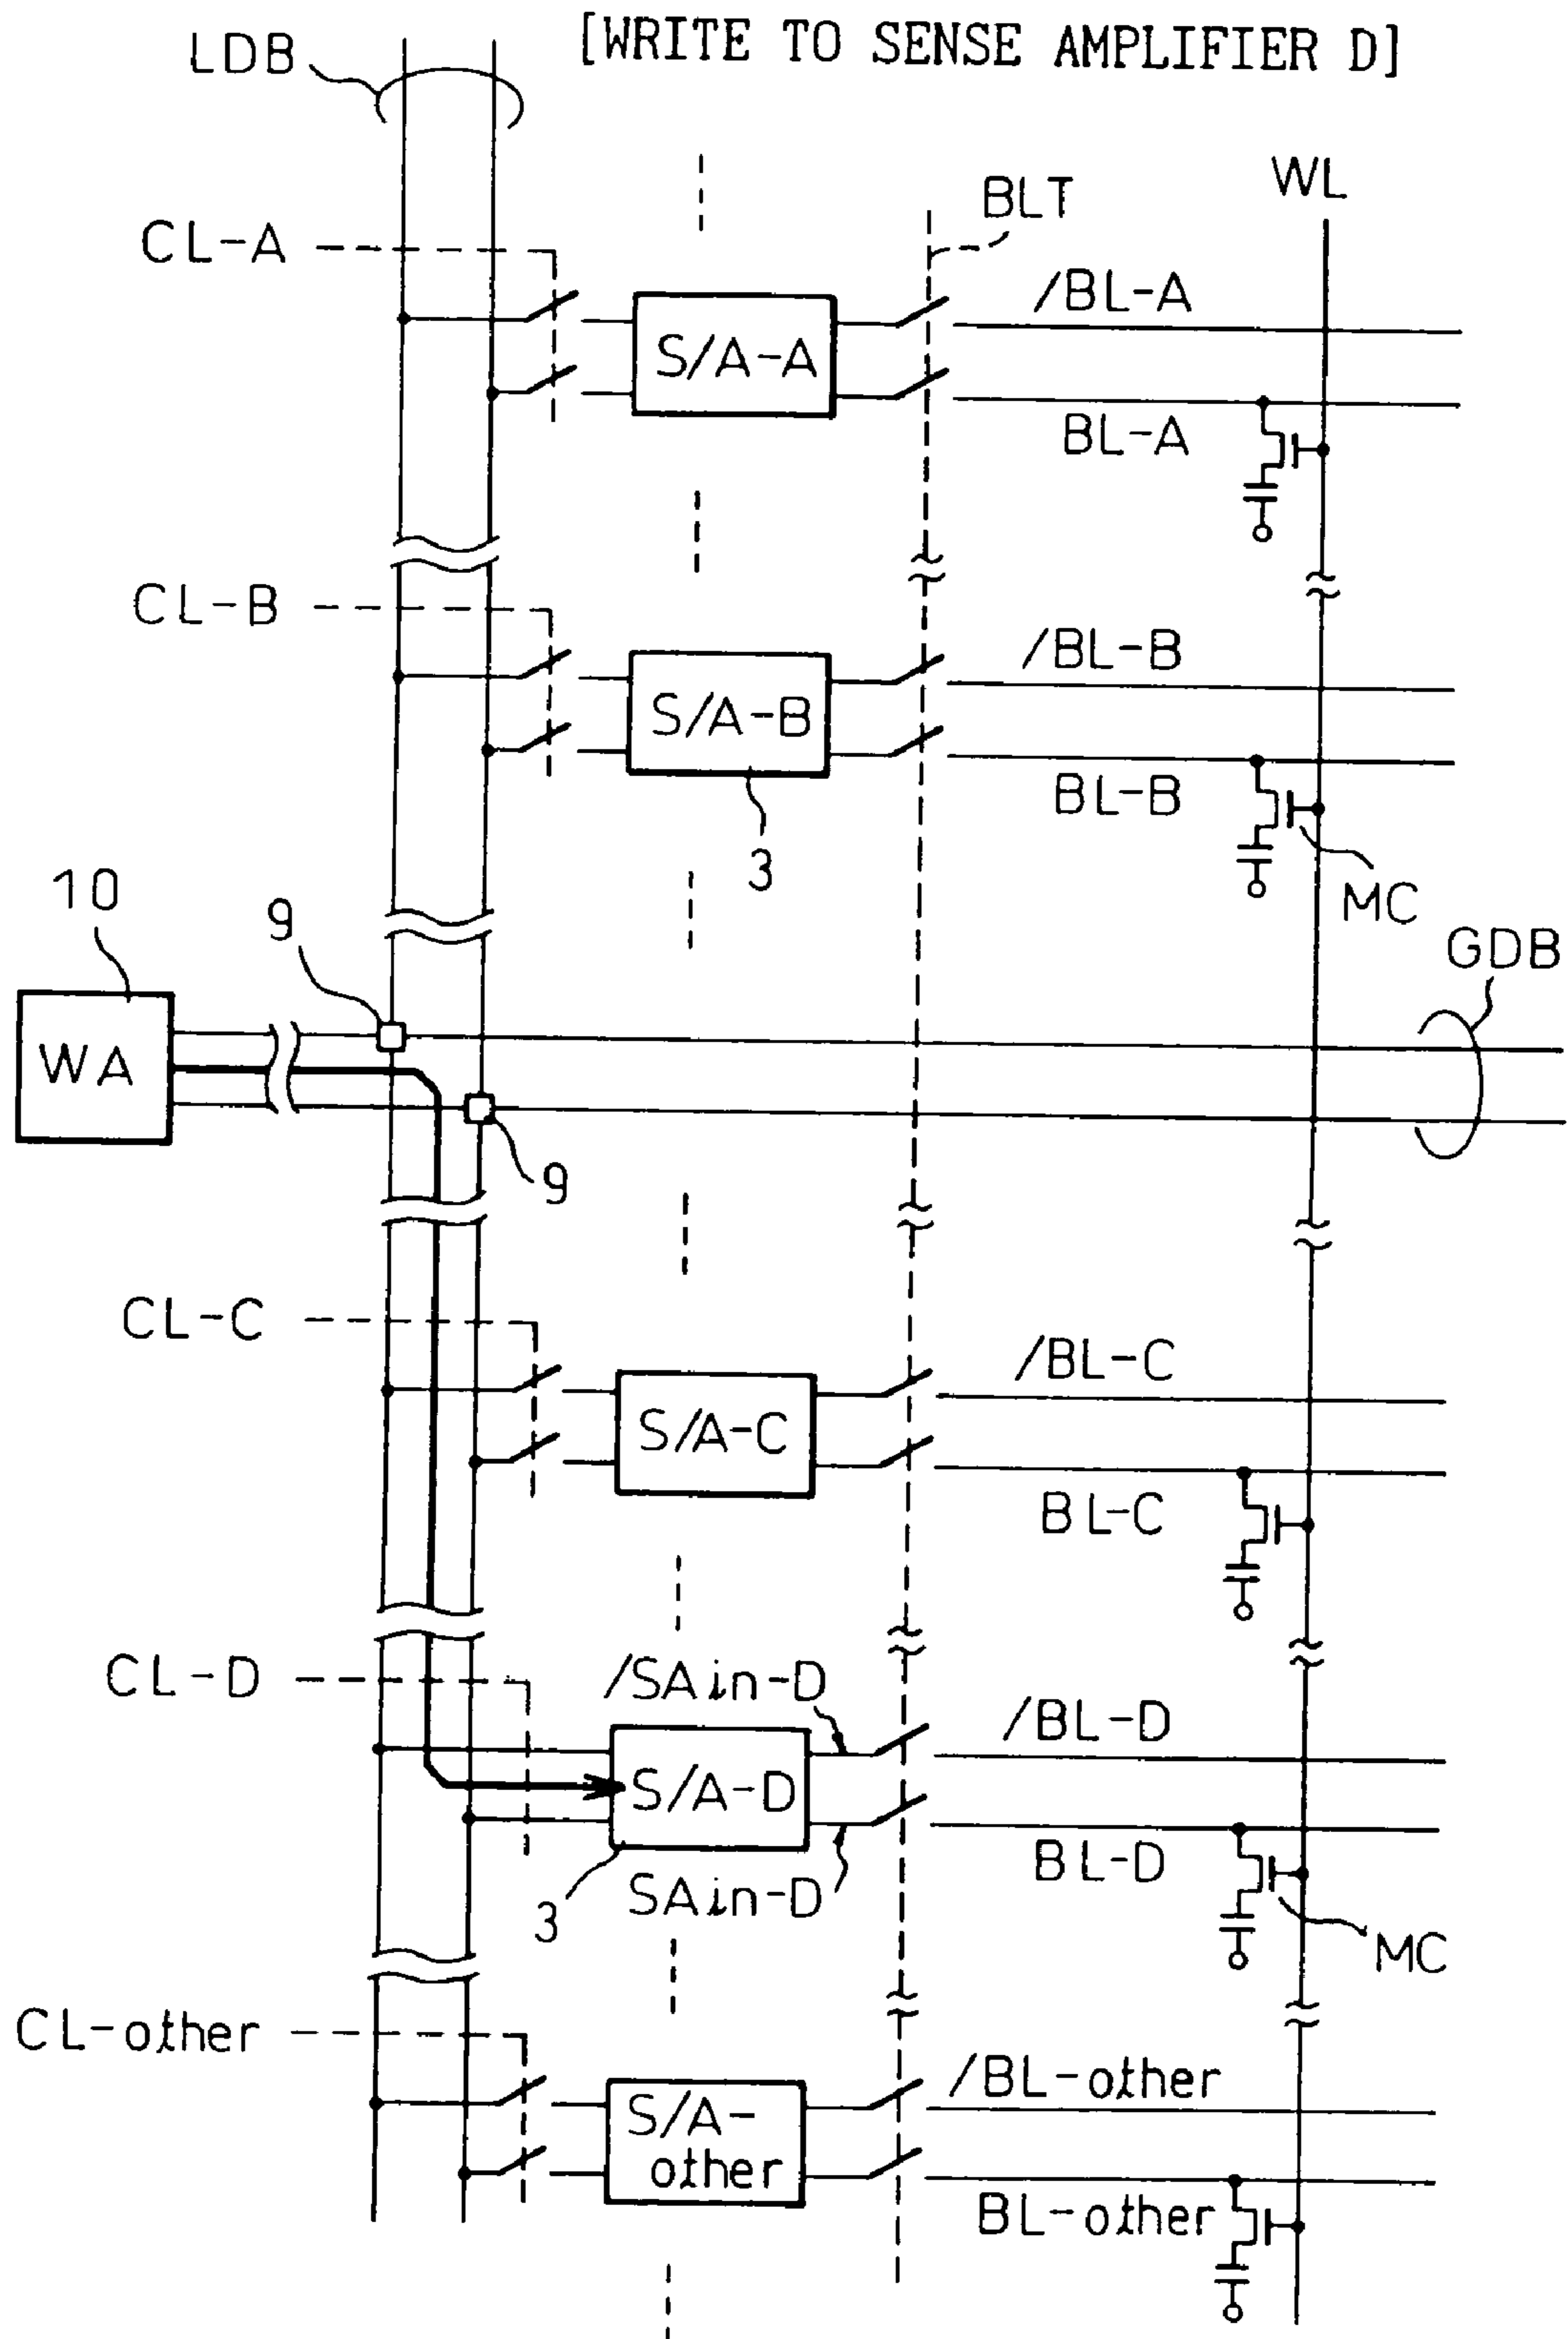 [WRITE TO SENSE AMPLIFIER D]
LDB
WL
BLT
CL-A
/BL-A
S/A-A
BL-A
CL-B
/BL-B
S/A-B
BL-B
3
MC
10
9
GDB
WA
9
CL-C
/BL-C
S/A-C
BL-C
CL-D
/SAin-D
/BL-D
S/A-D
BL-D
SAin-D
3
MC
CL-other
/BL-other
S/A-
other
BL-other